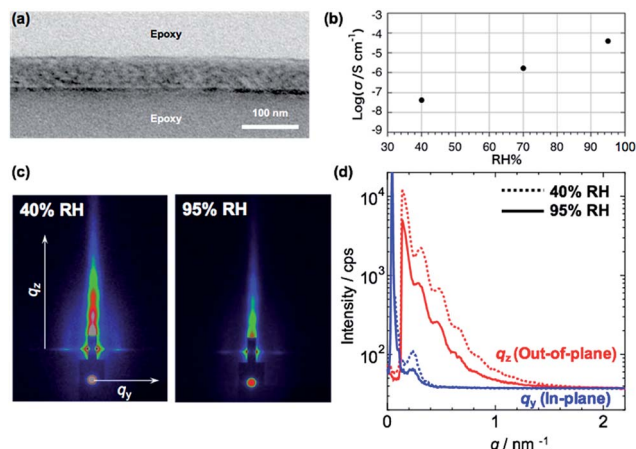 (a)
Epoxy
Epoxy
100 nm
(b)
Log(σ/S cm⁻¹)
-3
-4
-5
-6
-7
-8
-9
30 40 50 60 70 80 90 100
RH%
(c)
40% RH
qz
qy
95% RH
(d)
40% RH
95% RH
Intensity / cps
10⁴
10³
10²
qz (Out-of-plane)
qy (In-plane)
0 1 2
q / nm⁻¹